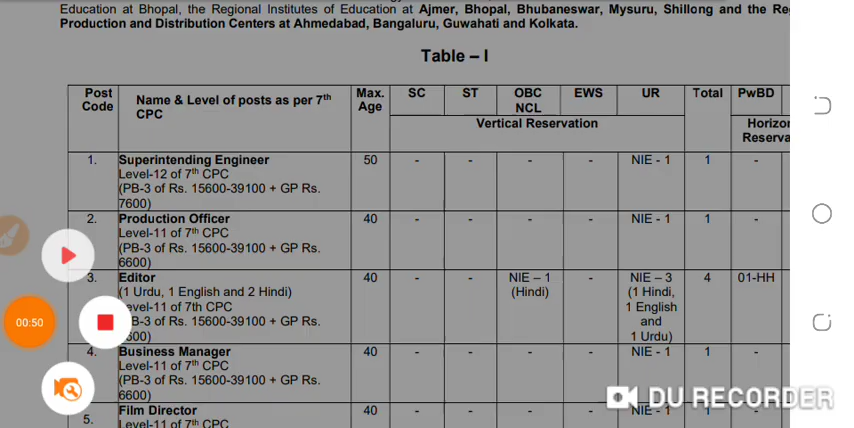 Education at Bhopal, the Regional Institutes of Education at Ajmer, Bhopal, Bhubaneswar, Mysuru, Shillong and the
Production and Distribution Centers at Ahmedabad, Bengaluru, Guwahati and Kolkata.
Table – I
Post Code
Name & Level of posts as per 7th CPC
Max. Age
SC
ST
OBC NCL
EWS
UR
Total
PwBD
Vertical Reservation
1.
Superintending Engineer
Level-12 of 7th CPC
(PB-3 of Rs. 15600-39100 + GP Rs.
7600)
50
-
-
-
-
NIE - 1
1
-
2.
Production Officer
Level-11 of 7th CPC
(PB-3 of Rs. 15600-39100 + GP Rs.
6600)
40
-
-
-
-
NIE - 1
1
-
3.
Editor
(1 Urdu, 1 English and 2 Hindi)
Level-11 of 7th CPC
of Rs. 15600-39100 + GP Rs.
40
-
-
NIE – 1
(Hindi)
-
NIE – 3
(1 Hindi,
1 English
and
1 Urdu)
4
01-HH
4.
Business Manager
Level-11 of 7th CPC
(PB-3 of Rs. 15600-39100 + GP Rs.
6600)
40
-
-
-
-
NIE - 1
1
-
5.
Film Director
Level-11 of 7th CPC
40
-
-
-
-
NIE - 1
1
-
00:50
DU RECORDER